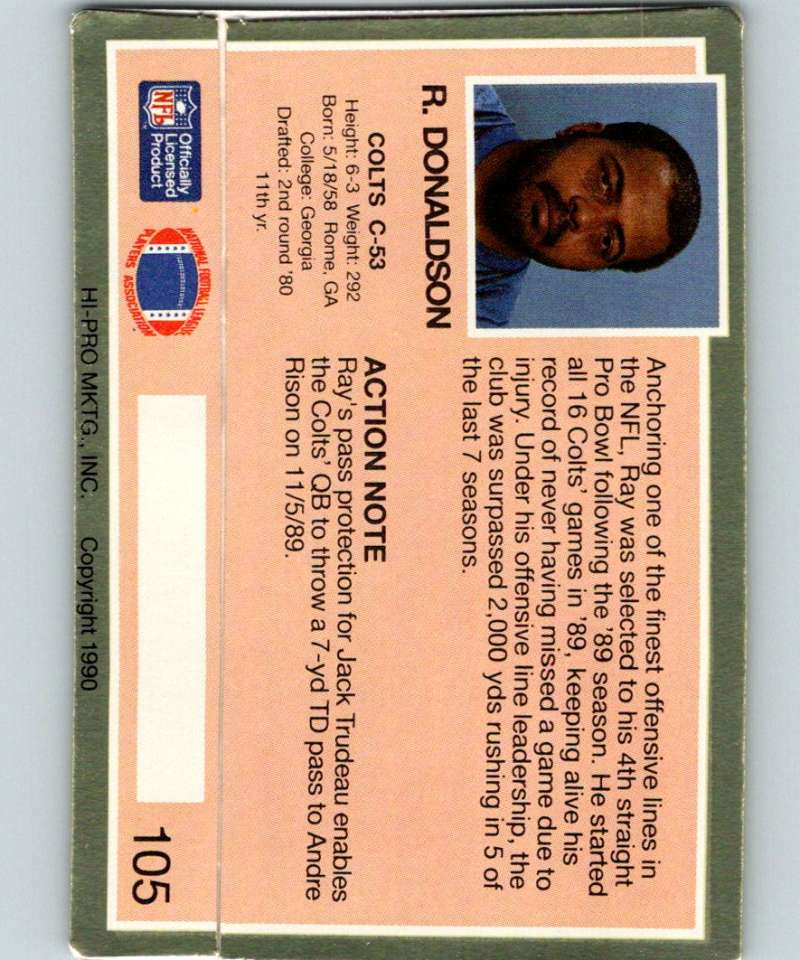 R. DONALDSON
COLTS C-53
Height: 6-3 Weight: 292
Born: 5/18/58 Rome, GA
College: Georgia
Drafted: 2nd round '80
11th yr.
Anchoring one of the finest offensive lines in
the NFL, Ray was selected to his 4th straight
Pro Bowl following the '89 season. He started
all 16 Colts' games in '89, keeping alive his
record of never having missed a game due to
injury. Under his offensive line leadership, the
club was surpassed 2,000 yds rushing in 5 of
the last 7 seasons.
ACTION NOTE
Ray's pass protection for Jack Trudeau enables
the Colts' QB to throw a 7-yd TD pass to Andre
Rison on 11/5/89.
NFL
Officially
Licensed
Product
NATIONAL FOOTBALL LEAGUE
PLAYERS ASSOCIATION
105
HI-PRO MKTG., INC. Copyright 1990